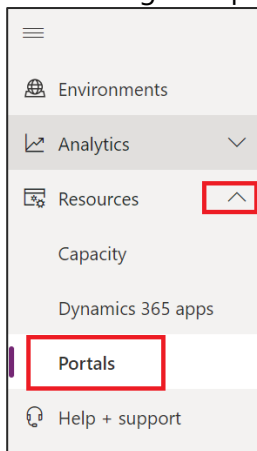 Environments
Analytics
Resources
Capacity
Dynamics 365 apps
Portals
Help + support